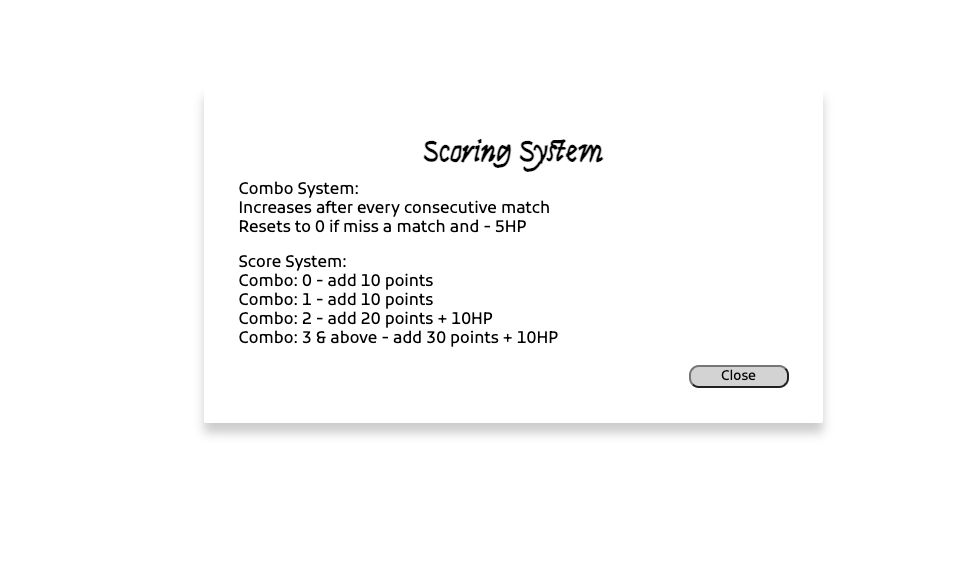 Scoring System
Combo System:
Increases after every consecutive match
Resets to 0 if miss a match and - 5HP
Score System:
Combo: 0 - add 10 points
Combo: 1 - add 10 points
Combo: 2 - add 20 points + 10HP
Combo: 3 & above - add 30 points + 10HP
Close